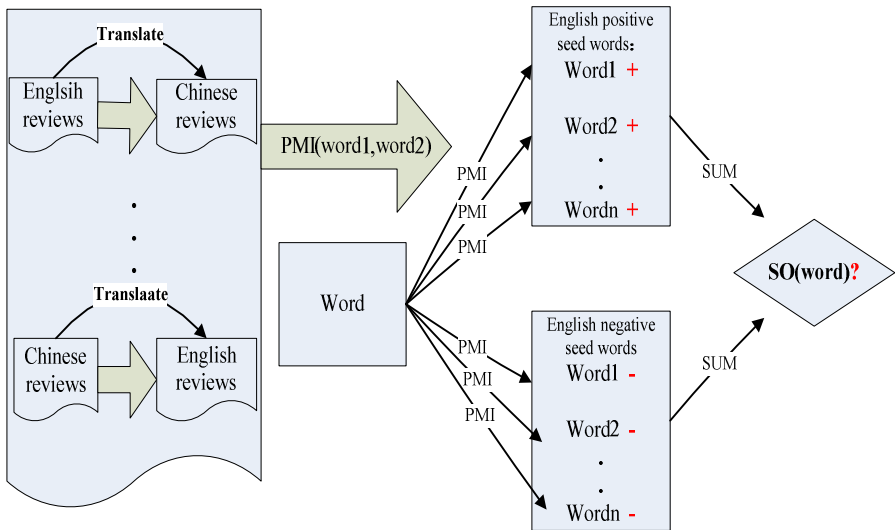 Translate
Englsih
reviews
Chinese
reviews
.
.
.
Translaate
Chinese
reviews
English
reviews
PMI(word1,word2)
Word
PMI
PMI
PMI
PMI
PMI
PMI
English positive
seed words:
Word1 +
Word2 +
.
.
Wordn +
English negative
seed words
Word1 -
Word2 -
.
.
Wordn -
SUM
SUM
SO(word)?